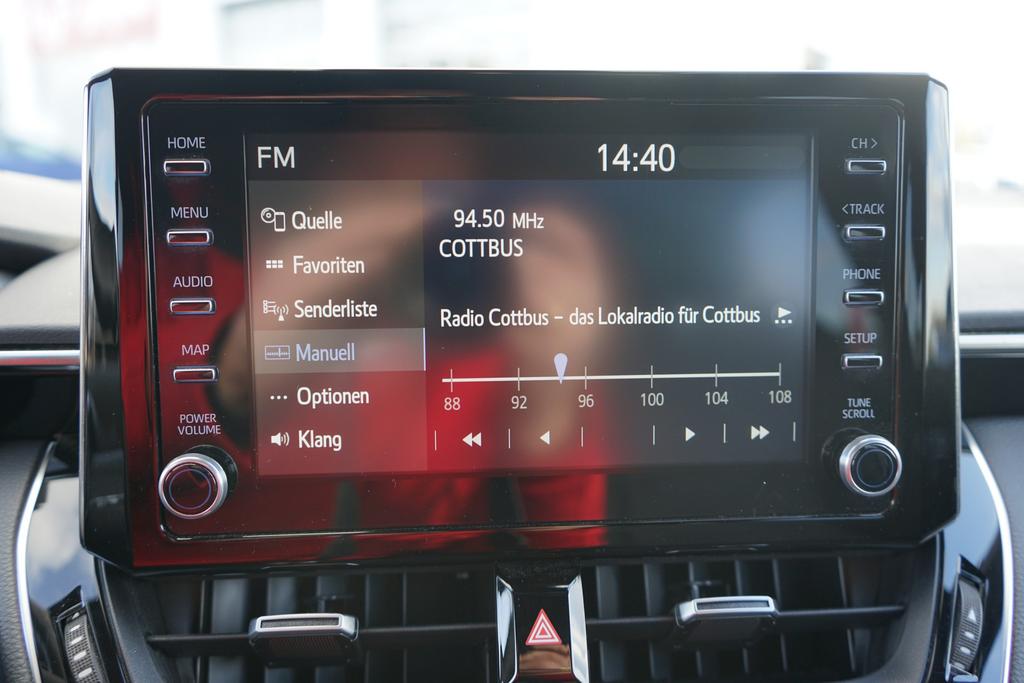 HOME
MENU
AUDIO
MAP
POWER
VOLUME
FM
14:40
Quelle
Favoriten
Senderliste
Manuell
Optionen
Klang
94.50 MHz
COTTBUS
Radio Cottbus – das Lokalradio für Cottbus
88 92 96 100 104 108
CH >
< TRACK
PHONE
SETUP
TUNE
SCROLL